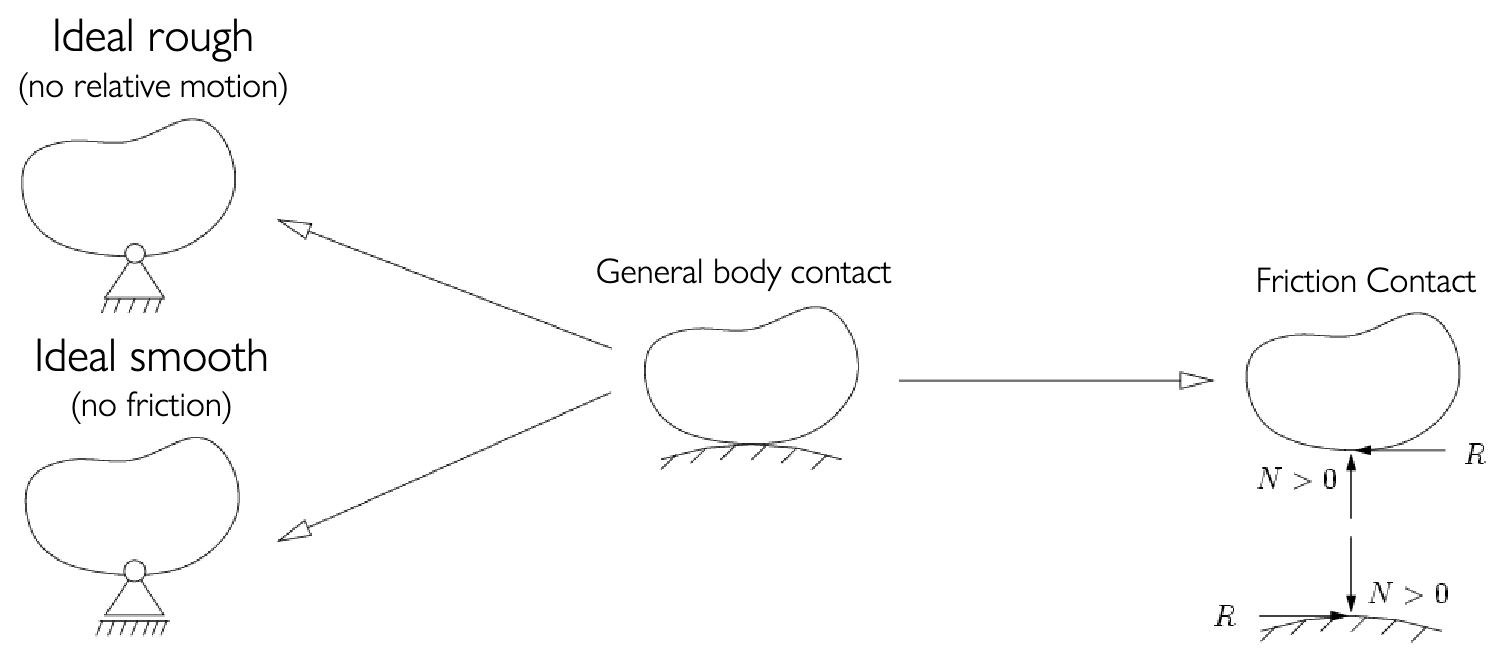 Ideal rough
(no relative motion)
Ideal smooth
(no friction)
General body contact
Friction Contact
R
N > 0
N > 0
R